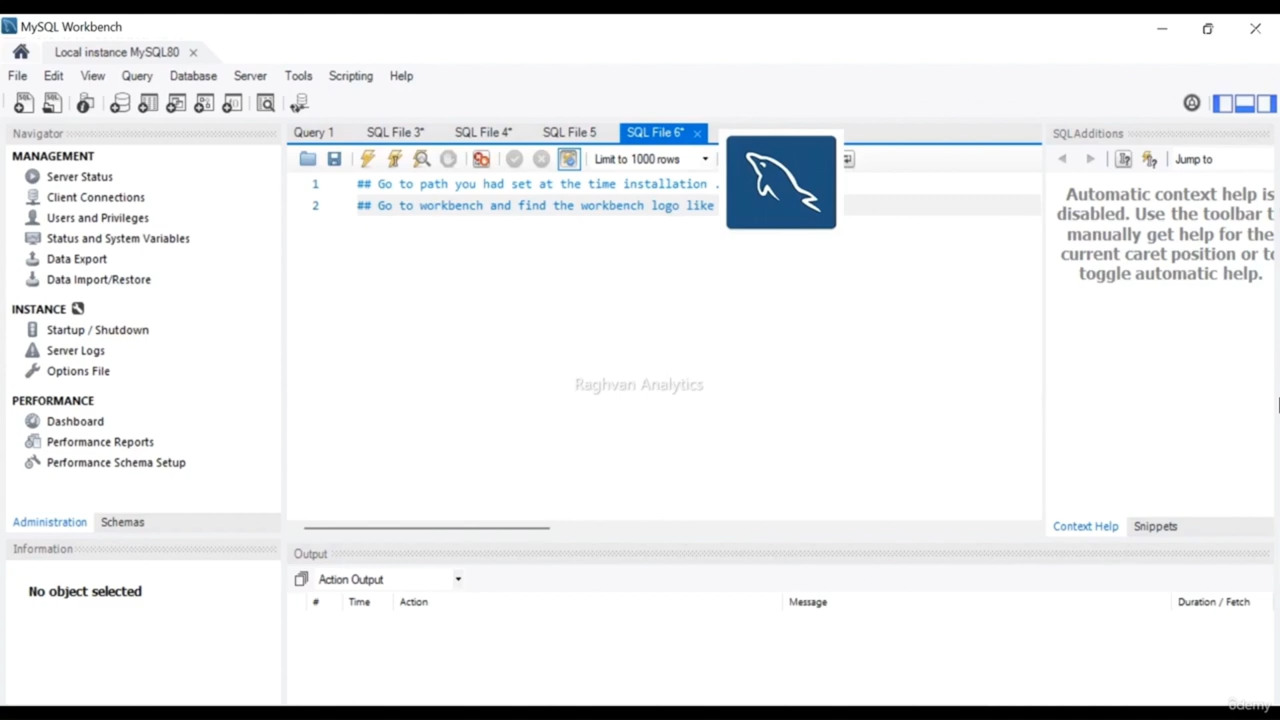 MySQL Workbench
Local instance MySQL80
File Edit View Query Database Server Tools Scripting Help
Navigator
MANAGEMENT
Server Status
Client Connections
Users and Privileges
Status and System Variables
Data Export
Data Import/Restore
INSTANCE
Startup / Shutdown
Server Logs
Options File
PERFORMANCE
Dashboard
Performance Reports
Performance Schema Setup
Administration Schemas
Information
No object selected
Query 1 SQL File 3* SQL File 4* SQL File 5 SQL File 6*
Limit to 1000 rows
1 ## Go to path you had set at the time installation .
2 ## Go to workbench and find the workbench logo like
Raghvan Analytics
SQLAdditions
Jump to
Automatic context help is
disabled. Use the toolbar t
manually get help for the
current caret position or to
toggle automatic help.
Context Help Snippets
Output
Action Output
# Time Action Message Duration / Fetch
ûdemy